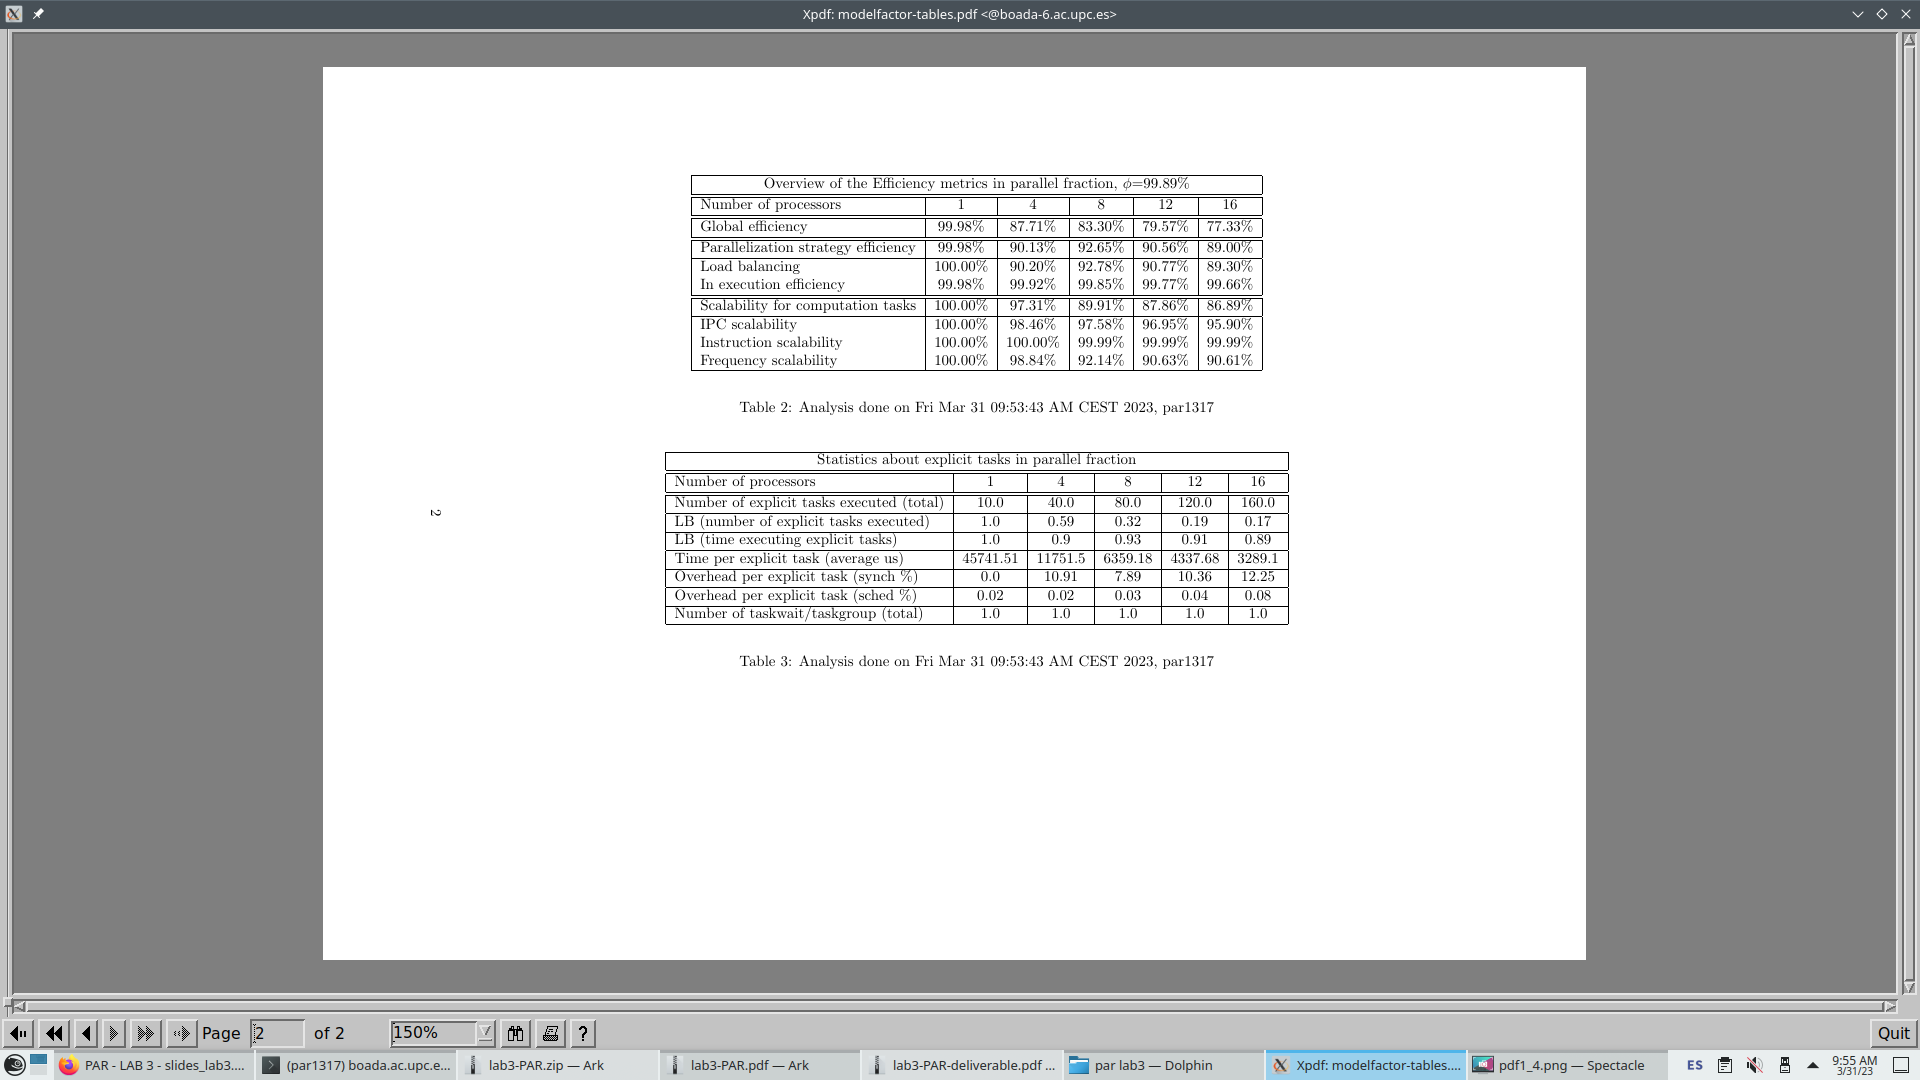 Xpdf: modelfactor-tables.pdf <@boada-6.ac.upc.es>
Overview of the Efficiency metrics in parallel fraction, ϕ=99.89%
Number of processors 1 4 8 12 16
Global efficiency 99.98% 87.71% 83.30% 79.57% 77.33%
Parallelization strategy efficiency 99.98% 90.13% 92.65% 90.56% 89.00%
Load balancing 100.00% 90.20% 92.78% 90.77% 89.30%
In execution efficiency 99.98% 99.92% 99.85% 99.77% 99.66%
Scalability for computation tasks 100.00% 97.31% 89.91% 87.86% 86.89%
IPC scalability 100.00% 98.46% 97.58% 96.95% 95.90%
Instruction scalability 100.00% 100.00% 99.99% 99.99% 99.99%
Frequency scalability 100.00% 98.84% 92.14% 90.63% 90.61%
Table 2: Analysis done on Fri Mar 31 09:53:43 AM CEST 2023, par1317
Statistics about explicit tasks in parallel fraction
Number of processors 1 4 8 12 16
Number of explicit tasks executed (total) 10.0 40.0 80.0 120.0 160.0
LB (number of explicit tasks executed) 1.0 0.59 0.32 0.19 0.17
LB (time executing explicit tasks) 1.0 0.9 0.93 0.91 0.89
Time per explicit task (average us) 45741.51 11751.5 6359.18 4337.68 3289.1
Overhead per explicit task (synch %) 0.0 10.91 7.89 10.36 12.25
Overhead per explicit task (sched %) 0.02 0.02 0.03 0.04 0.08
Number of taskwait/taskgroup (total) 1.0 1.0 1.0 1.0 1.0
Table 3: Analysis done on Fri Mar 31 09:53:43 AM CEST 2023, par1317
2
Page 2 of 2 150% ? Quit
PAR - LAB 3 - slides_lab3.... (par1317) boada.ac.upc.e... lab3-PAR.zip — Ark lab3-PAR.pdf — Ark lab3-PAR-deliverable.pdf ... par lab3 — Dolphin Xpdf: modelfactor-tables.... pdf1_4.png — Spectacle ES 9:55 AM
3/31/23